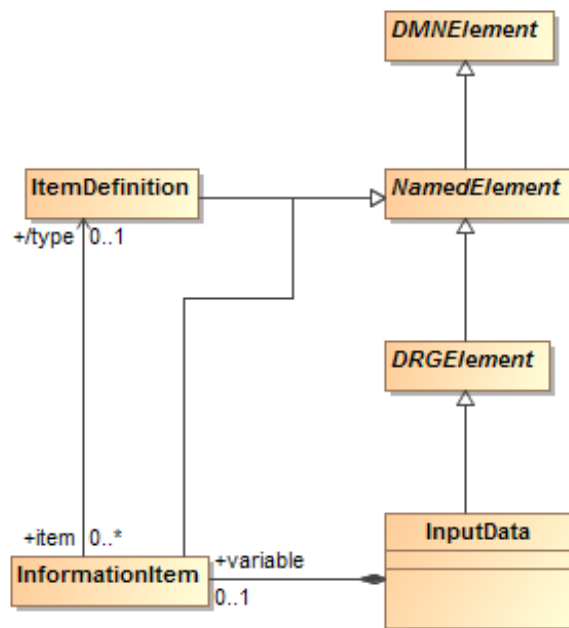 DMNElement
ItemDefinition
NamedElement
+/type 0..1
DRGElement
+item 0..*
InputData
InformationItem
+variable
0..1